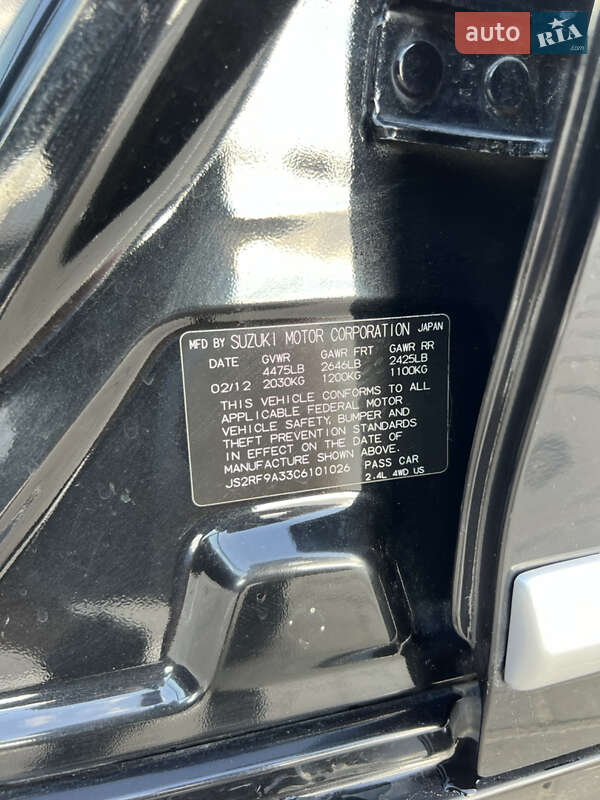 auto RIA.com
MFD BY SUZUKI MOTOR CORPORATION JAPAN
DATE GVWR GAWR FRT GAWR RR
4475LB 2646LB 2425LB
02/12 2030KG 1200KG 1100KG
THIS VEHICLE CONFORMS TO ALL
APPLICABLE FEDERAL MOTOR
VEHICLE SAFETY, BUMPER AND
THEFT PREVENTION STANDARDS
IN EFFECT ON THE DATE OF
MANUFACTURE SHOWN ABOVE.
JS2RF9A33C6101026 PASS CAR
2.4L 4WD US